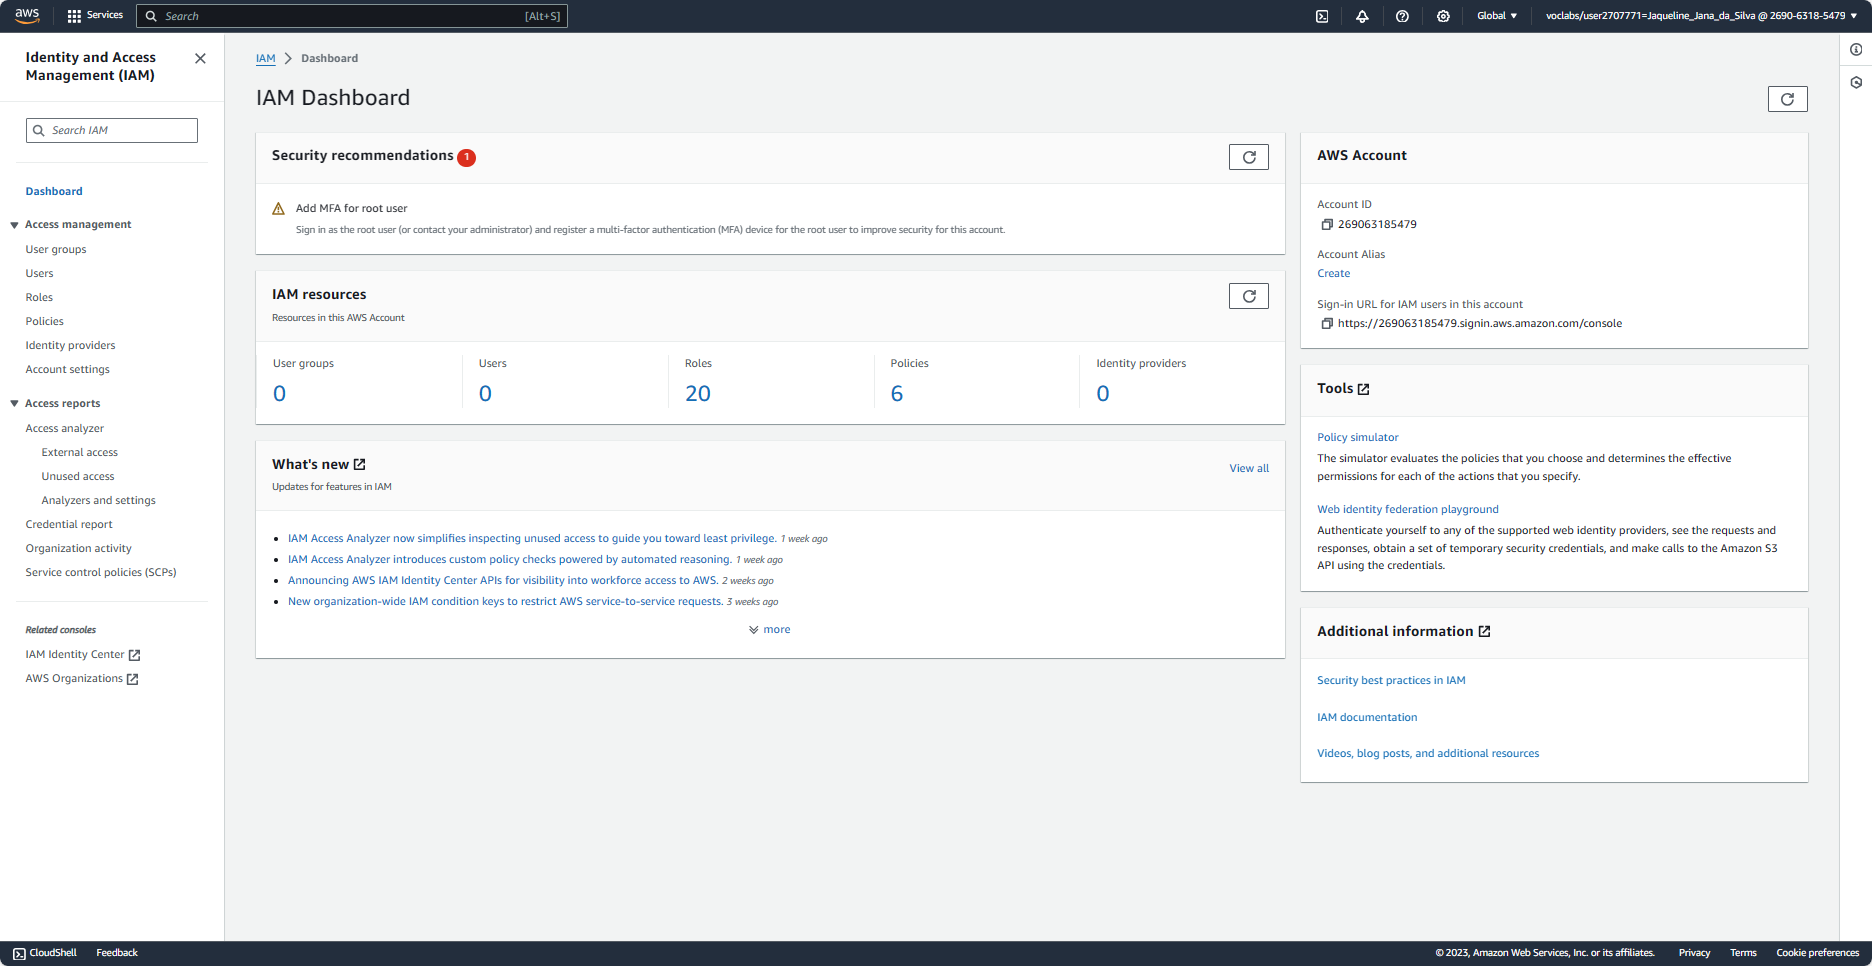 aws
Services
Search
[Alt+S]
Global
voclabs/user2707771=Jaqueline_Jana_da_Silva @ 2690-6318-5479
Identity and Access
Management (IAM)
Search IAM
Dashboard
Access management
User groups
Users
Roles
Policies
Identity providers
Account settings
Access reports
Access analyzer
External access
Unused access
Analyzers and settings
Credential report
Organization activity
Service control policies (SCPs)
Related consoles
IAM Identity Center
AWS Organizations
IAM
Dashboard
IAM Dashboard
Security recommendations 1
Add MFA for root user
Sign in as the root user (or contact your administrator) and register a multi-factor authentication (MFA) device for the root user to improve security for this account.
IAM resources
Resources in this AWS Account
User groups
0
Users
0
Roles
20
Policies
6
Identity providers
0
What's new
View all
Updates for features in IAM
IAM Access Analyzer now simplifies inspecting unused access to guide you toward least privilege. 1 week ago
IAM Access Analyzer introduces custom policy checks powered by automated reasoning. 1 week ago
Announcing AWS IAM Identity Center APIs for visibility into workforce access to AWS. 2 weeks ago
New organization-wide IAM condition keys to restrict AWS service-to-service requests. 3 weeks ago
more
AWS Account
Account ID
269063185479
Account Alias
Create
Sign-in URL for IAM users in this account
https://269063185479.signin.aws.amazon.com/console
Tools
Policy simulator
The simulator evaluates the policies that you choose and determines the effective
permissions for each of the actions that you specify.
Web identity federation playground
Authenticate yourself to any of the supported web identity providers, see the requests and
responses, obtain a set of temporary security credentials, and make calls to the Amazon S3
API using the credentials.
Additional information
Security best practices in IAM
IAM documentation
Videos, blog posts, and additional resources
CloudShell
Feedback
© 2023, Amazon Web Services, Inc. or its affiliates.
Privacy
Terms
Cookie preferences